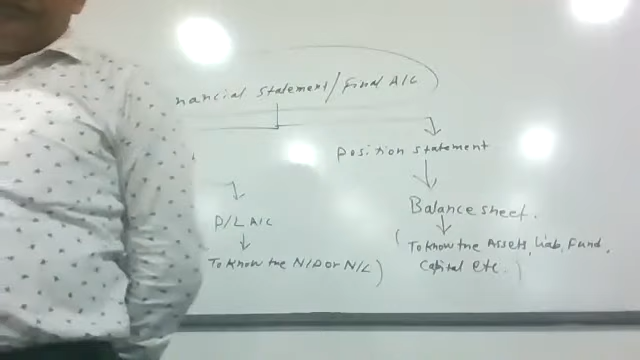 nancial statement/Final A/C
Position statement
P/L A/C
Balance sheet.
To know the N/P or N/L)
(To know the Assets, Liab, Fund,
Capital etc.)